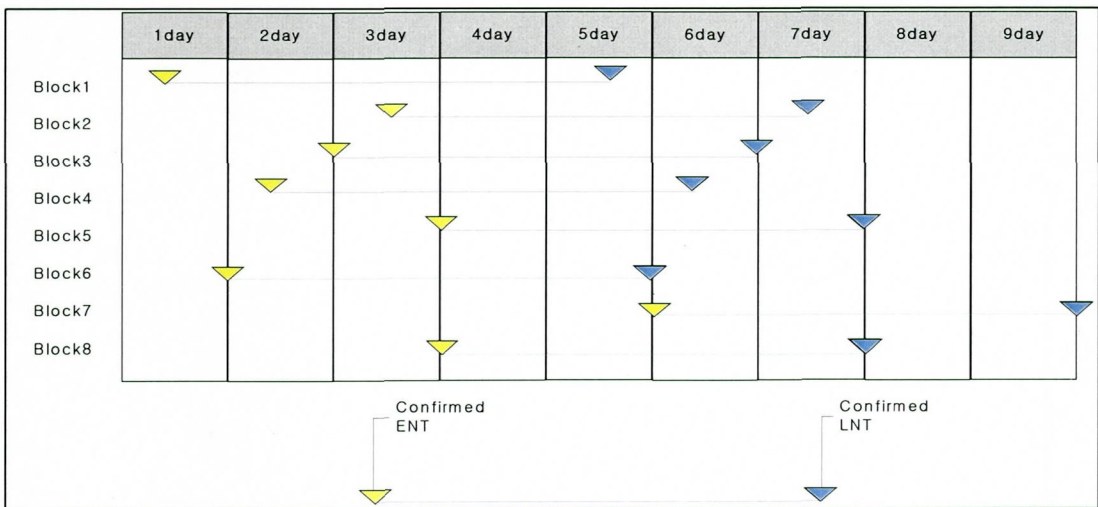 1day 2day 3day 4day 5day 6day 7day 8day 9day
Block1
Block2
Block3
Block4
Block5
Block6
Block7
Block8
Confirmed
ENT
Confirmed
LNT